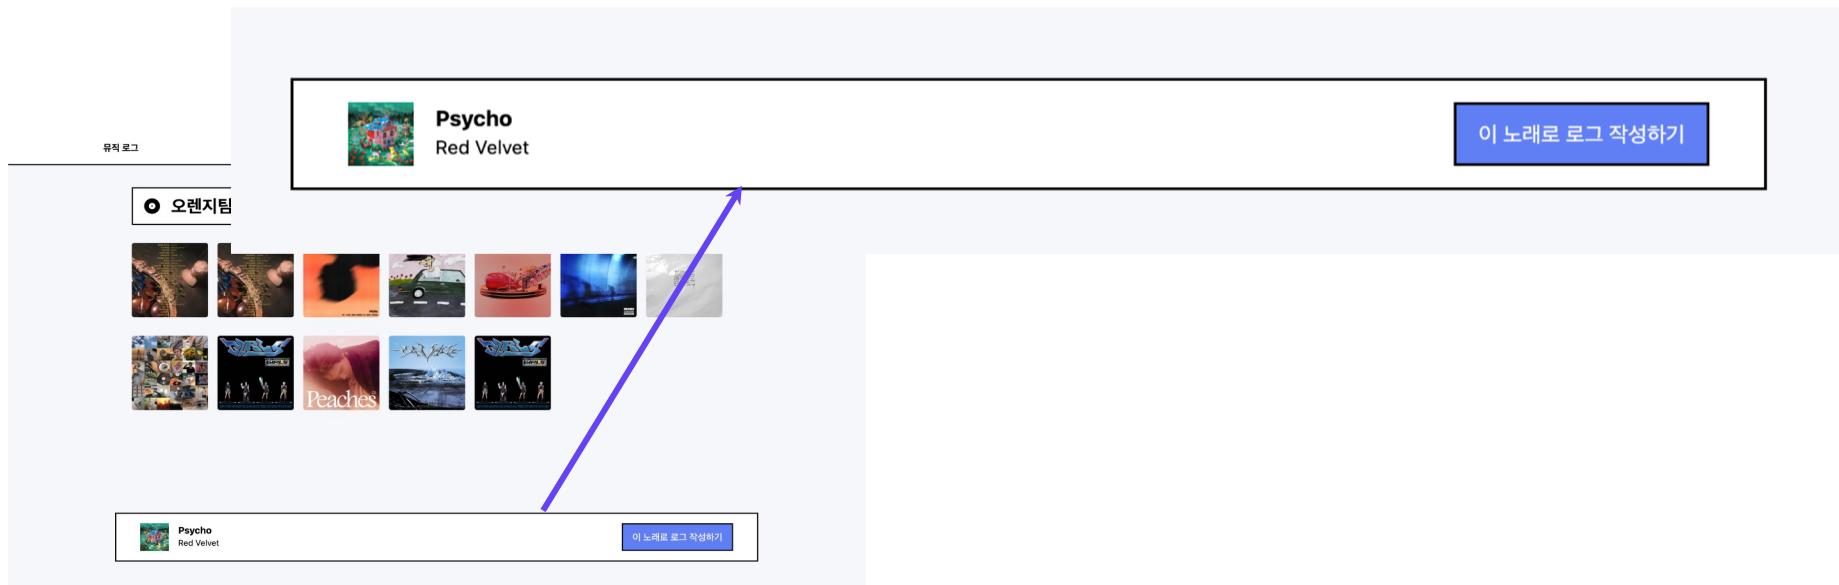 Psycho
Red Velvet
이 노래로 로그 작성하기
뮤직 로그
오렌지팀
Peaches
Psycho
Red Velvet
이 노래로 로그 작성하기